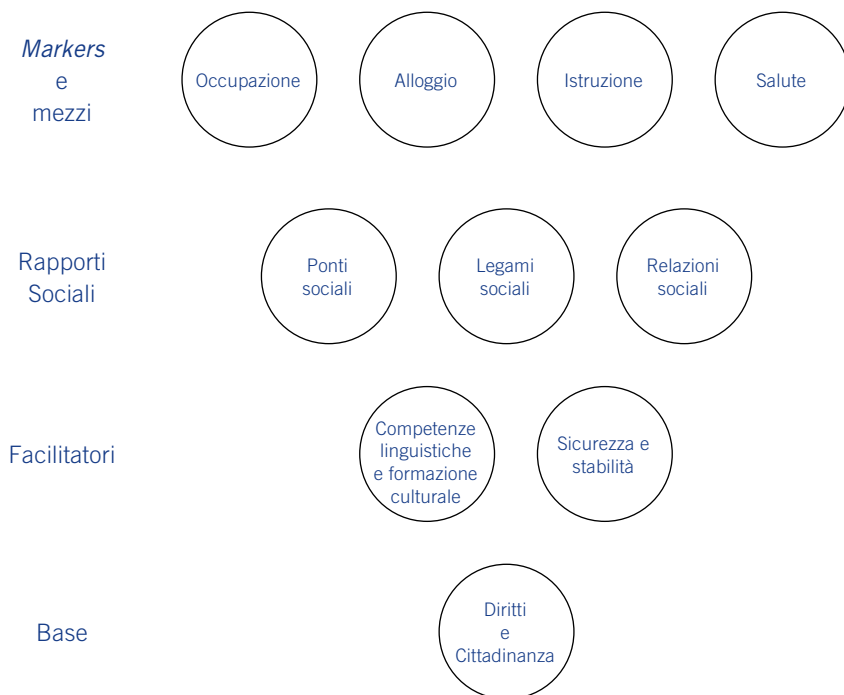 Markers
e
mezzi
Occupazione
Alloggio
Istruzione
Salute
Rapporti
Sociali
Ponti
sociali
Legami
sociali
Relazioni
sociali
Facilitatori
Competenze
linguistiche
e formazione
culturale
Sicurezza e
stabilità
Base
Diritti
e
Cittadinanza